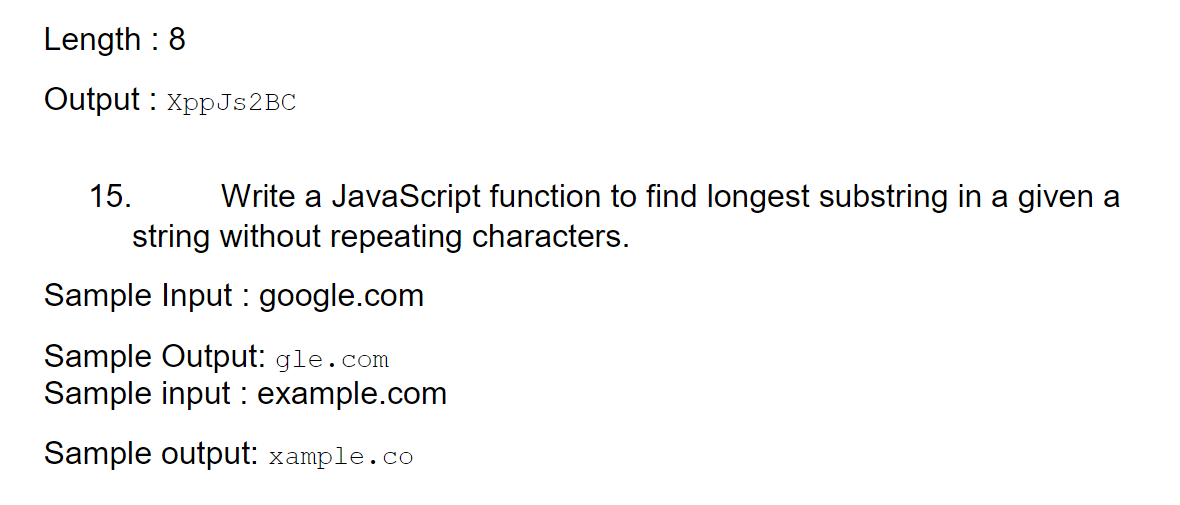 Length : 8
Output : XppJs2BC
15. Write a JavaScript function to find longest substring in a given a
string without repeating characters.
Sample Input : google.com
Sample Output: gle.com
Sample input : example.com
Sample output: xample.co